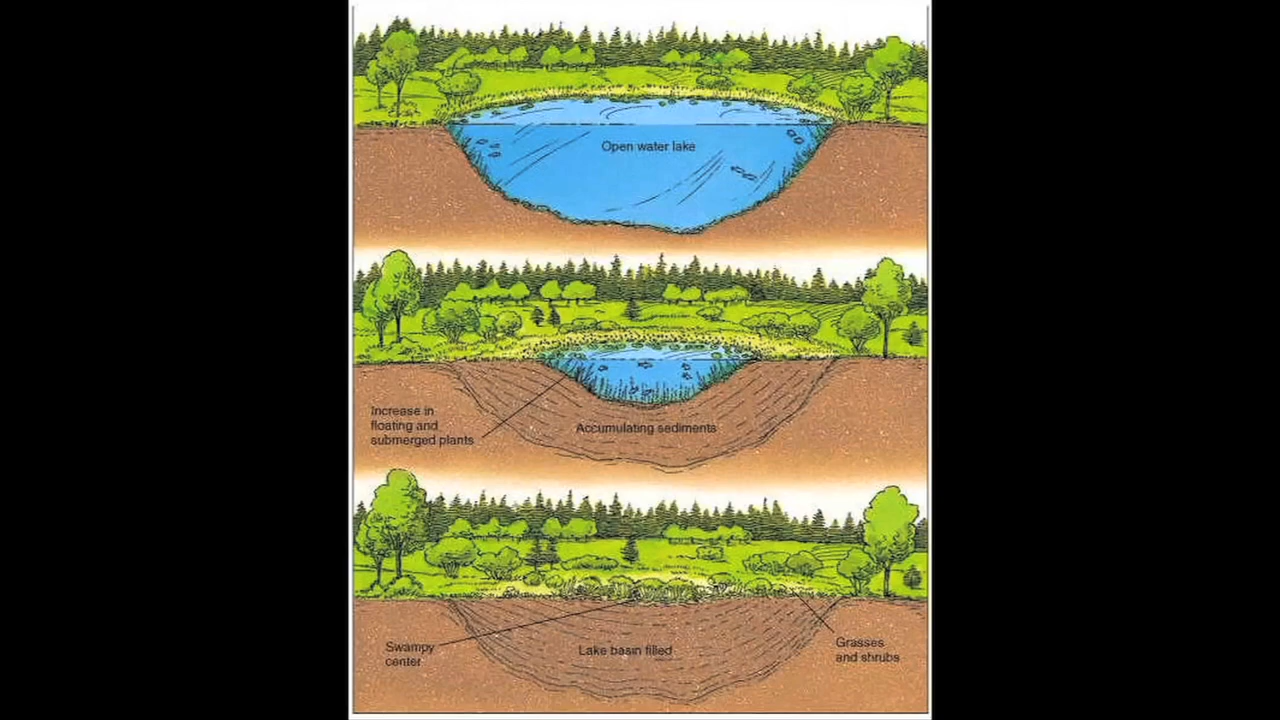 Open water lake
Increase in
floating and
submerged plants
Accumulating sediments
Swampy
center
Lake basin filled
Grasses
and shrubs